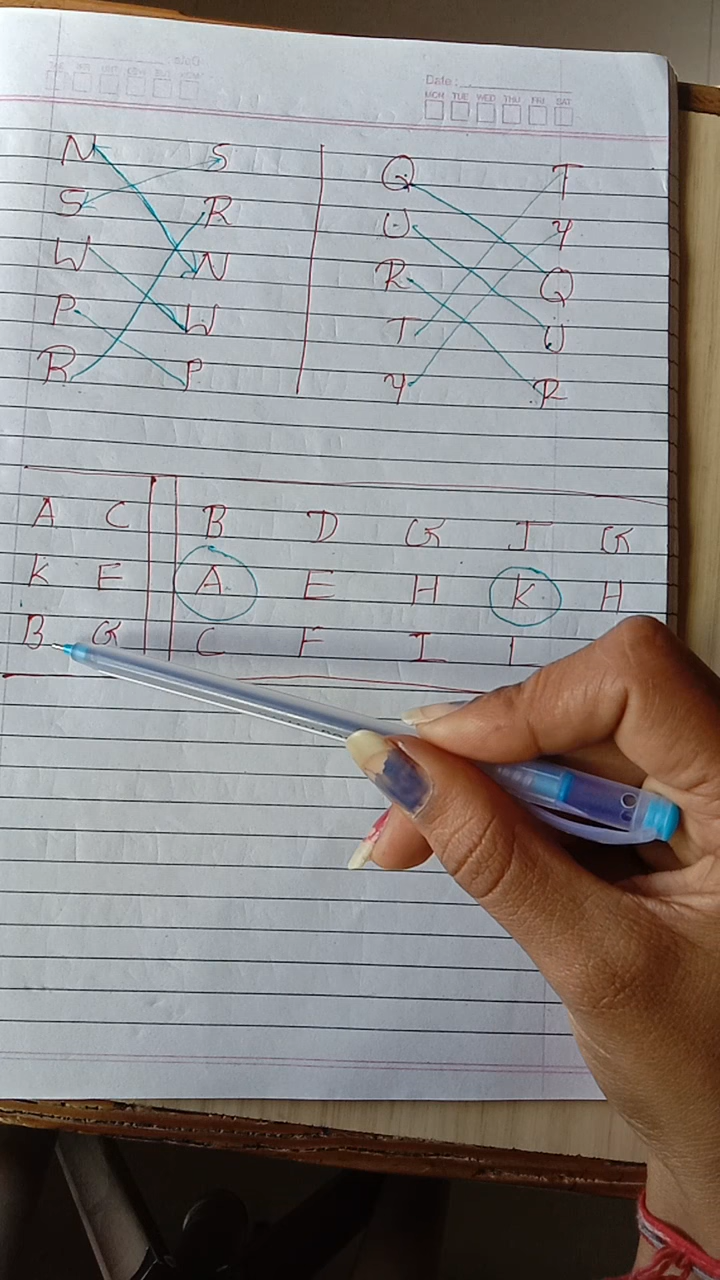 Date :
MON TUE WED THU FRI SAT
N S Q T
S R U Y
W N R Q
P W T U
R P Y R
A C B D G J G
K E A E H K H
B G C F I L